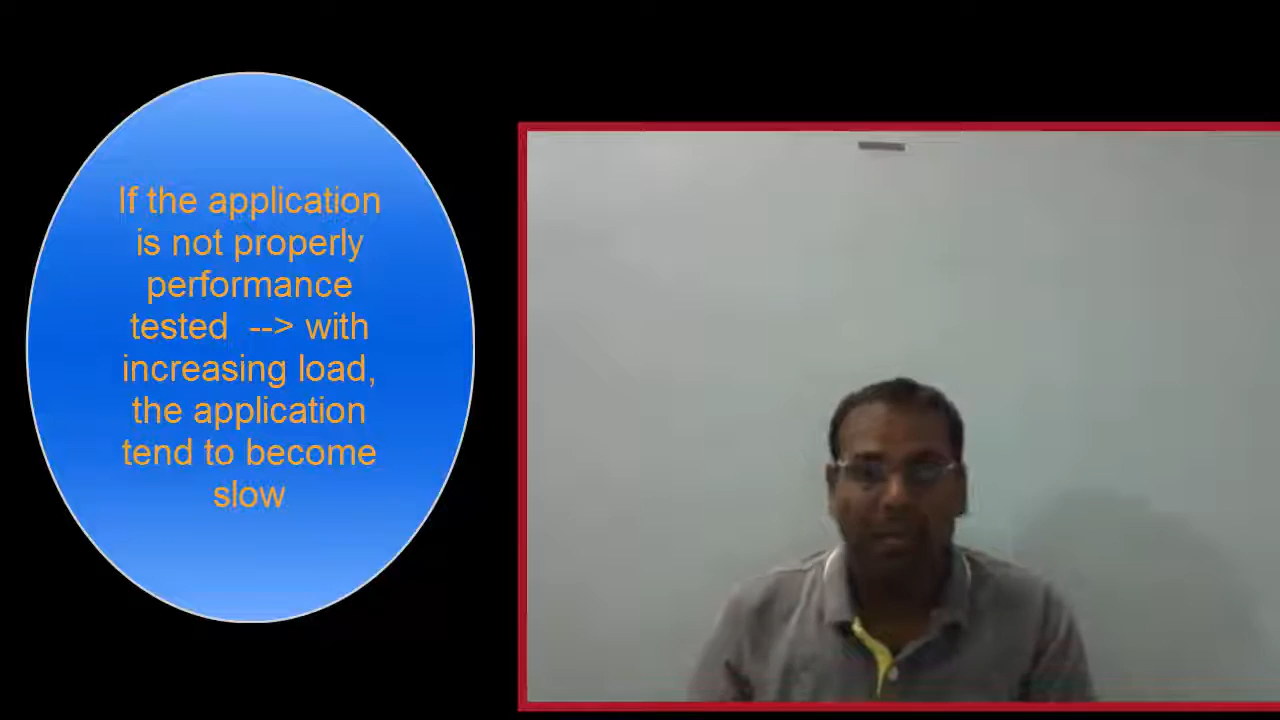 If the application
is not properly
performance
tested  --> with
increasing load,
the application
tend to become
slow